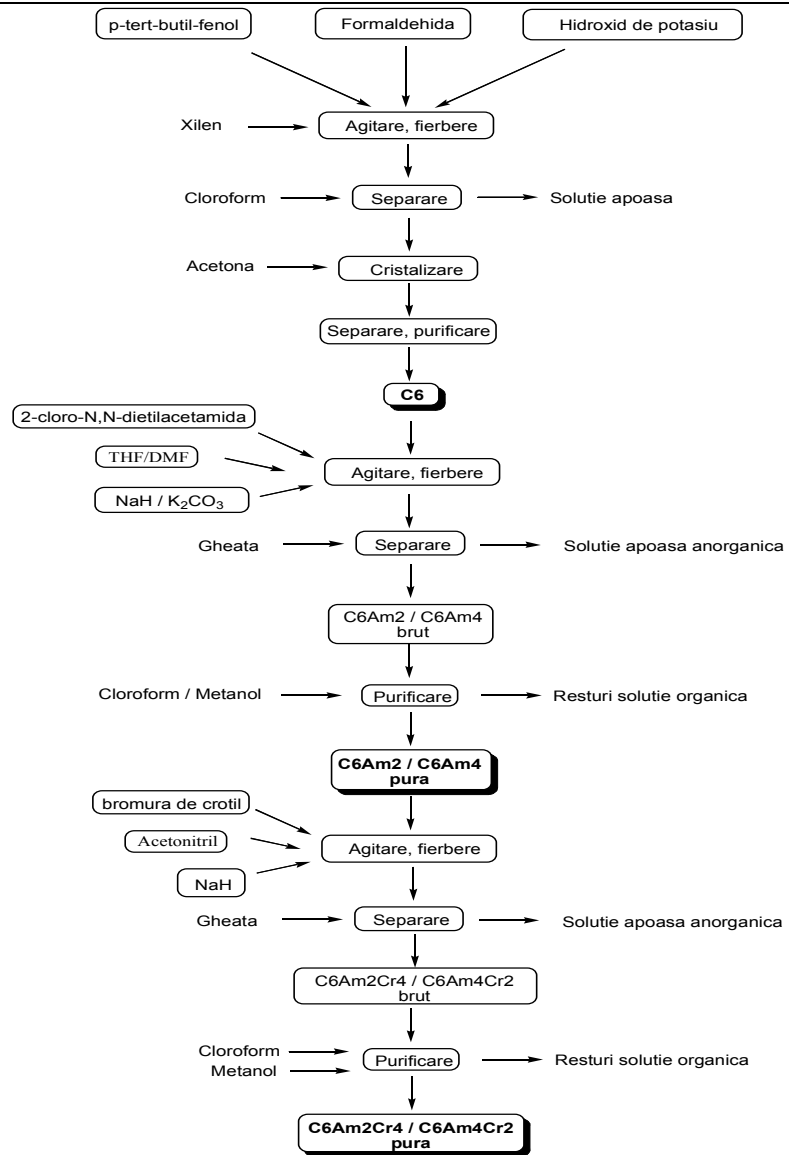 p-tert-butil-fenol
Formaldehida
Hidroxid de potasiu
Xilen
Agitare, fierbere
Cloroform
Separare
Solutie apoasa
Acetona
Cristalizare
Separare, purificare
C6
2-cloro-N,N-dietilacetamida
THF/DMF
NaH / K₂CO₃
Agitare, fierbere
Gheata
Separare
Solutie apoasa anorganica
C6Am2 / C6Am4
brut
Cloroform / Metanol
Purificare
Resturi solutie organica
C6Am2 / C6Am4
pura
bromura de crotil
Acetonitril
NaH
Agitare, fierbere
Gheata
Separare
Solutie apoasa anorganica
C6Am2Cr4 / C6Am4Cr2
brut
Cloroform
Metanol
Purificare
Resturi solutie organica
C6Am2Cr4 / C6Am4Cr2
pura